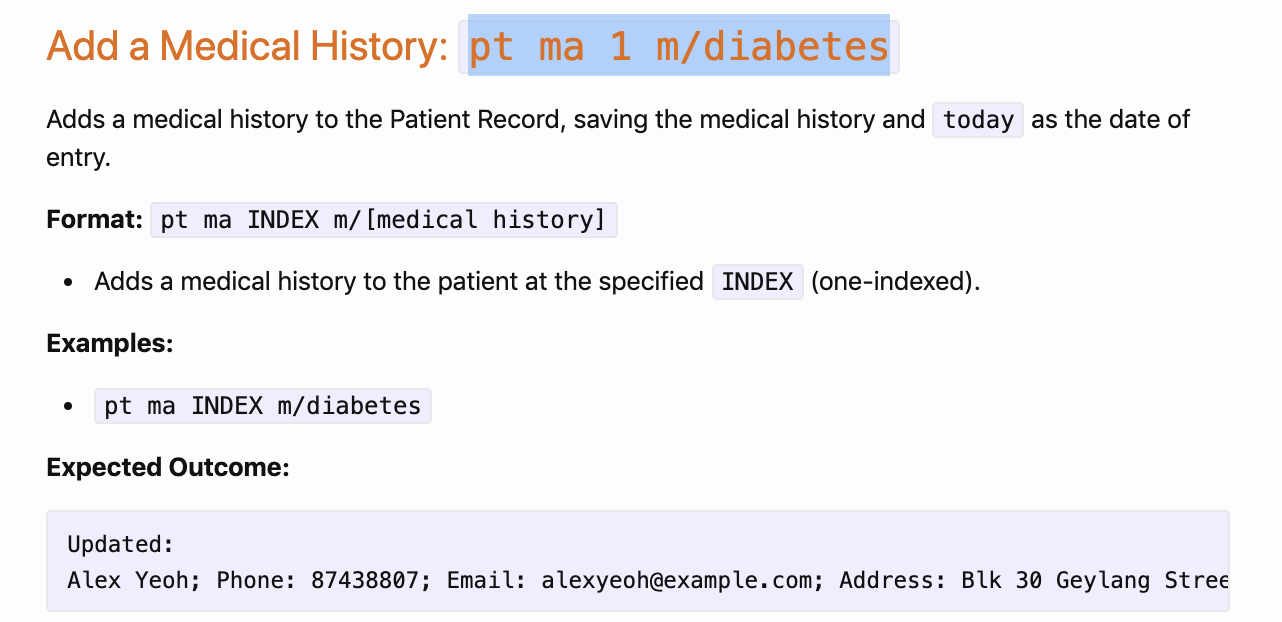 Add a Medical History: pt ma 1 m/diabetes
Adds a medical history to the Patient Record, saving the medical history and today as the date of
entry.
Format: pt ma INDEX m/[medical history]
• Adds a medical history to the patient at the specified INDEX (one-indexed).
Examples:
• pt ma INDEX m/diabetes
Expected Outcome:
Updated:
Alex Yeoh; Phone: 87438807; Email: alexyeoh@example.com; Address: Blk 30 Geylang Stree